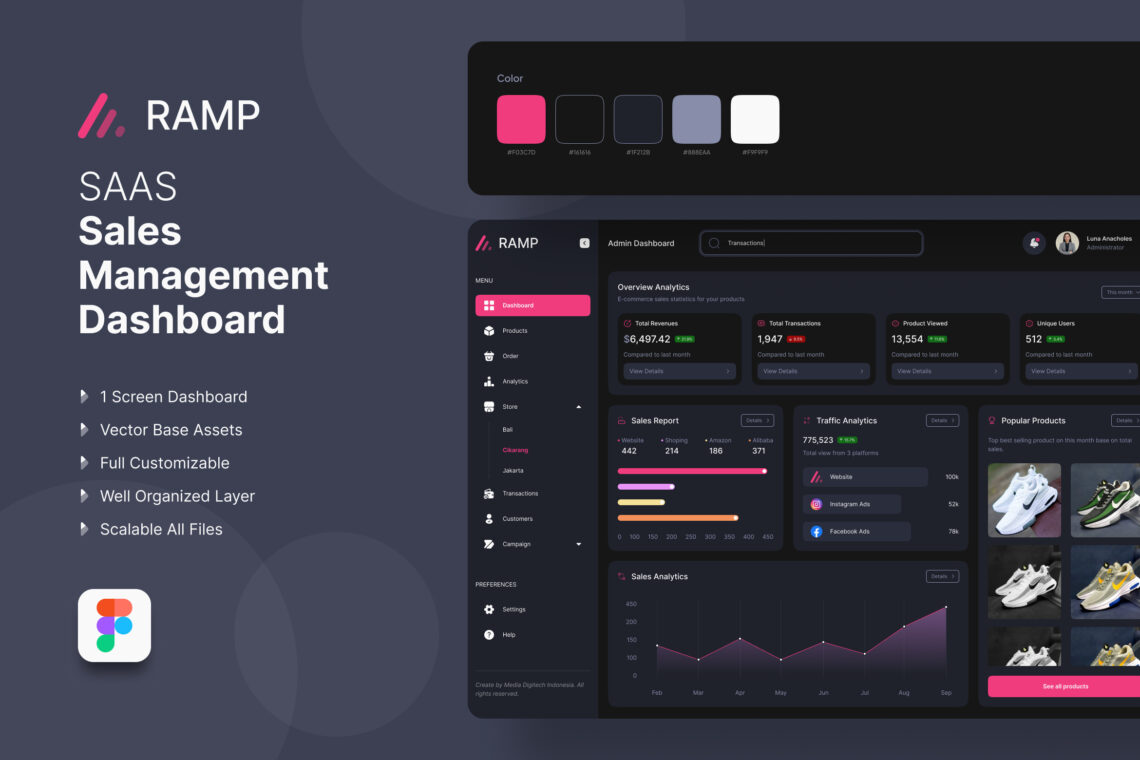 RAMP
SAAS
Sales
Management
Dashboard
1 Screen Dashboard
Vector Base Assets
Full Customizable
Well Organized Layer
Scalable All Files
Color
#F03C7D
#161616
#1F212B
#888EAA
#F9F9F9
RAMP
MENU
Dashboard
Products
Order
Analytics
Store
Bali
Cikarang
Jakarta
Transactions
Customers
Campaign
PREFERENCES
Settings
Help
Create by Media Digitech Indonesia. All
rights reserved.
Admin Dashboard
Transactions
Luna Anacholes
Administrator
Overview Analytics
E-commerce sales statistics for your products
This month
Total Revenues
$6,497.42
Compared to last month
View Details
Total Transactions
1,947
Compared to last month
View Details
Product Viewed
13,554
Compared to last month
View Details
Unique Users
512
Compared to last month
View Details
Sales Report
Details
Website
Shoping
Amazon
Alibaba
442
214
186
371
0 100 150 200 250 300 350 400 450
Traffic Analytics
Details
775,523
Total view from 3 platforms
Website
100k
Instagram Ads
52k
Facebook Ads
78k
Popular Products
Details
Top best selling product on this month base on total
sales.
See all products
Sales Analytics
Details
450
200
150
100
0
Feb Mar Apr May Jun Jul Aug Sep